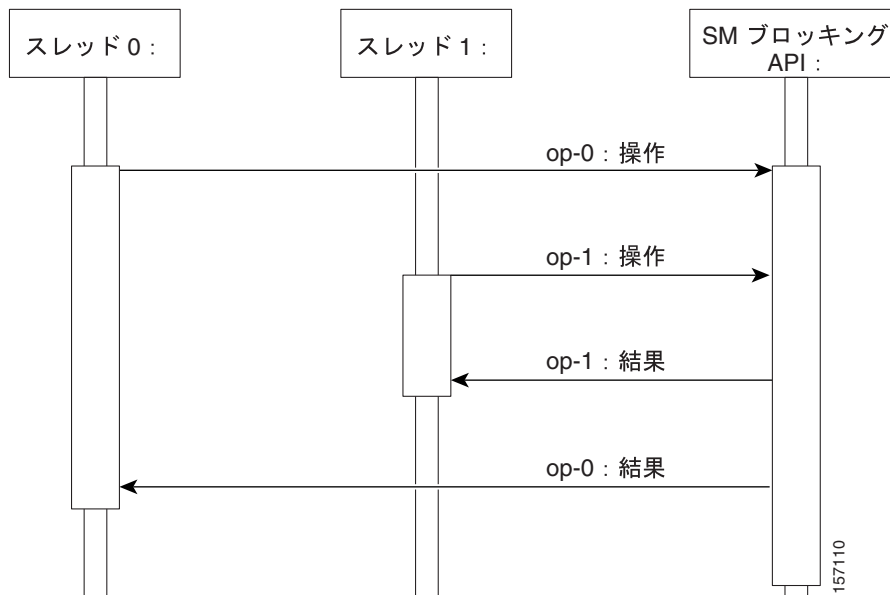 スレッド 0 :
スレッド 1 :
SM ブロッキング
API :
op-0 : 操作
op-1 : 操作
op-1 : 結果
op-0 : 結果
157110